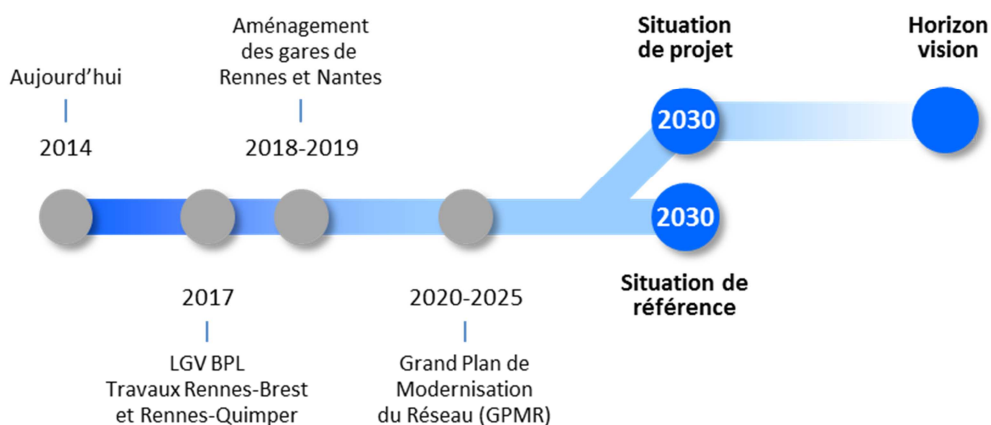 Aujourd’hui
2014
Aménagement
des gares de
Rennes et Nantes
2018-2019
2017
LGV BPL
Travaux Rennes-Brest
et Rennes-Quimper
2020-2025
Grand Plan de
Modernisation
du Réseau (GPMR)
Situation
de projet
2030
2030
Situation de
référence
Horizon
vision